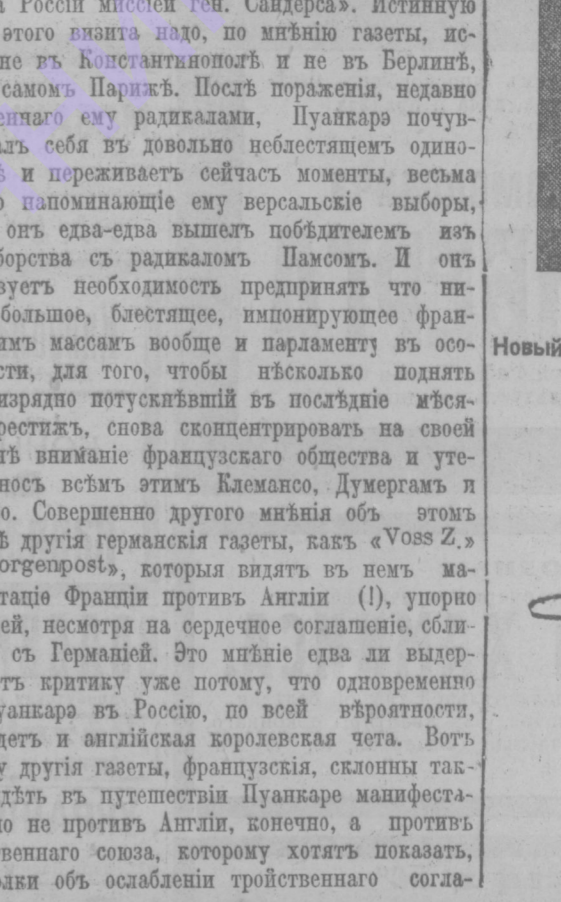 а Россіи миссіей ген. Сандерса». Истинную
этого визита надо, по мнѣнію газеты, ис-
не въ Константинополѣ и не въ Берлинѣ,
самомъ Парижѣ. Послѣ пораженія, недавно
еннаго ему радикалами, Пуанкарэ почув-
алъ себя въ довольно неблестящемъ одино-
ѣ и переживаетъ сейчасъ моменты, весьма
о напоминающіе ему версальскіе выборы,
онъ едва-едва вышелъ побѣдителемъ изъ
борства съ радикаломъ Памсомъ. И онъ
вуетъ необходимость предпринять что ни-
большое, блестящее, импонирующее фран-
имъ массамъ вообще и парламенту въ осо-
Новый
сти, для того, чтобы нѣсколько поднять
изрядно потускнѣвшій въ послѣдніе мѣся-
рестижъ, снова сконцентрировать на своей
тѣ вниманіе французскаго общества и уте-
носъ всѣмъ этимъ Клемансо, Думергамъ и
о. Совершенно другого мнѣнія объ этомъ
ѣ другія германскія газеты, какъ «Voss Z.»
orgenpost», которыя видятъ въ немъ ма-
тацію Франціи противъ Англіи (!), упорно
ей, несмотря на сердечное соглашеніе, сбли-
съ Германіей. Это мнѣніе едва ли выдер-
тъ критику уже потому, что одновременно
уанкарэ въ Россію, по всей вѣроятности,
детъ и англійская королевская чета. Вотъ
у другія газеты, французскія, склонны так-
дѣть въ путешествіи Пуанкаре манифеста-
но не противъ Англіи, конечно, а противъ
твеннаго союза, которому хотятъ показать,
олки объ ослабленіи тройственнаго согла-